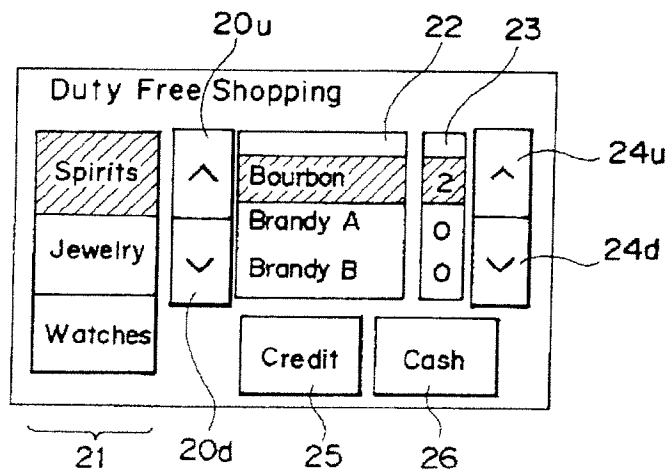 20u 22 23
Duty Free Shopping
24u
Spirits Bourbon 2
Jewelry Brandy A 0
24d
Brandy B 0
Watches
Credit Cash
21 20d 25 26